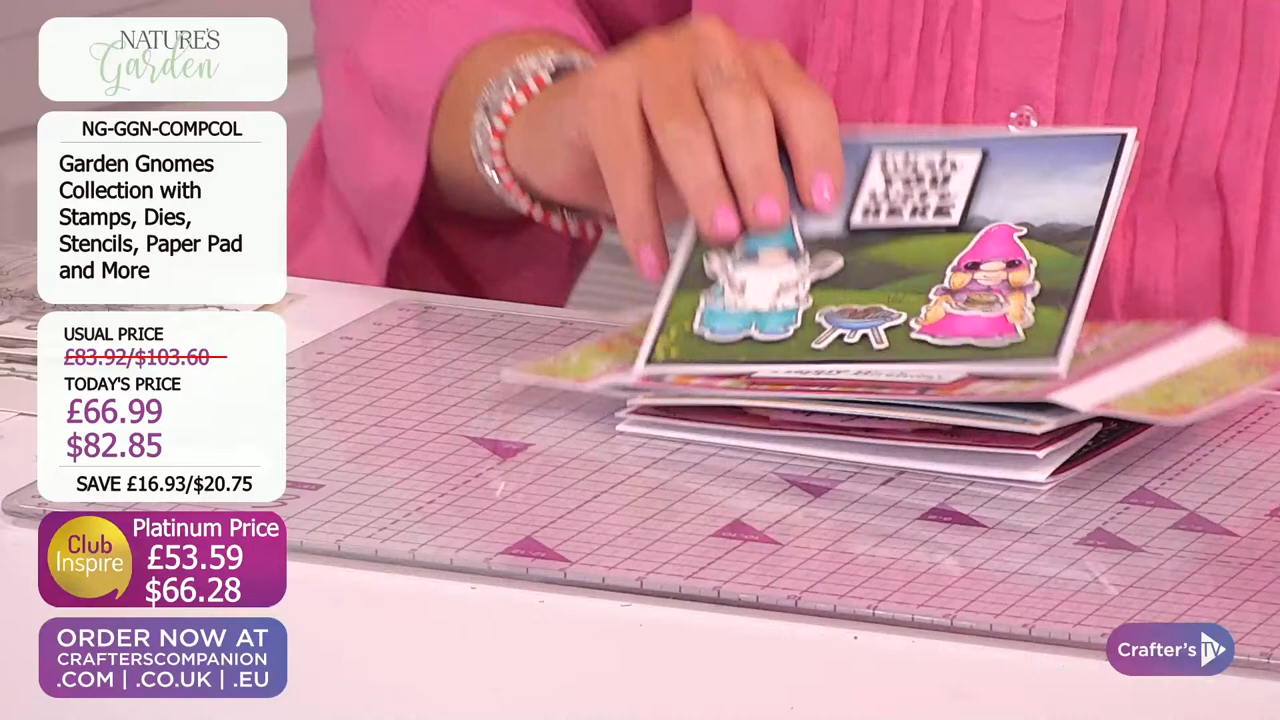 NATURE'S
Garden
NG-GGN-COMPCOL
Garden Gnomes
Collection with
Stamps, Dies,
Stencils, Paper Pad
and More
USUAL PRICE
£83.92/$103.60
TODAY'S PRICE
£66.99
$82.85
SAVE £16.93/$20.75
Club
Inspire
Platinum Price
£53.59
$66.28
ORDER NOW AT
CRAFTERSCOMPANION
.COM | .CO.UK | .EU
Crafter's TV